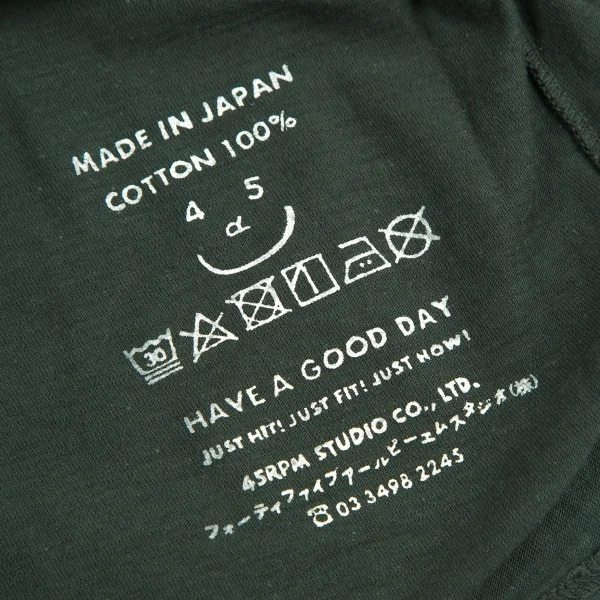 MADE IN JAPAN
COTTON 100%
4 5
R
30
HAVE A GOOD DAY
JUST HIT! JUST FIT! JUST NOW!
45RPM STUDIO CO., LTD.
フォーティファイブアールピーエムスタジオ(株)
☎03 3498 2245